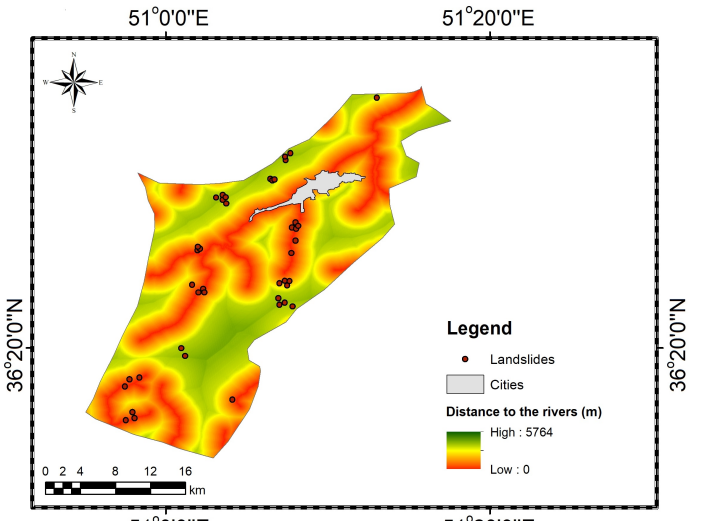 51°0'0"E 51°20'0"E
N
W E
S
36°20'0"N 36°20'0"N
Legend
Landslides
Cities
Distance to the rivers (m)
High : 5764
Low : 0
0 2 4 8 12 16
km